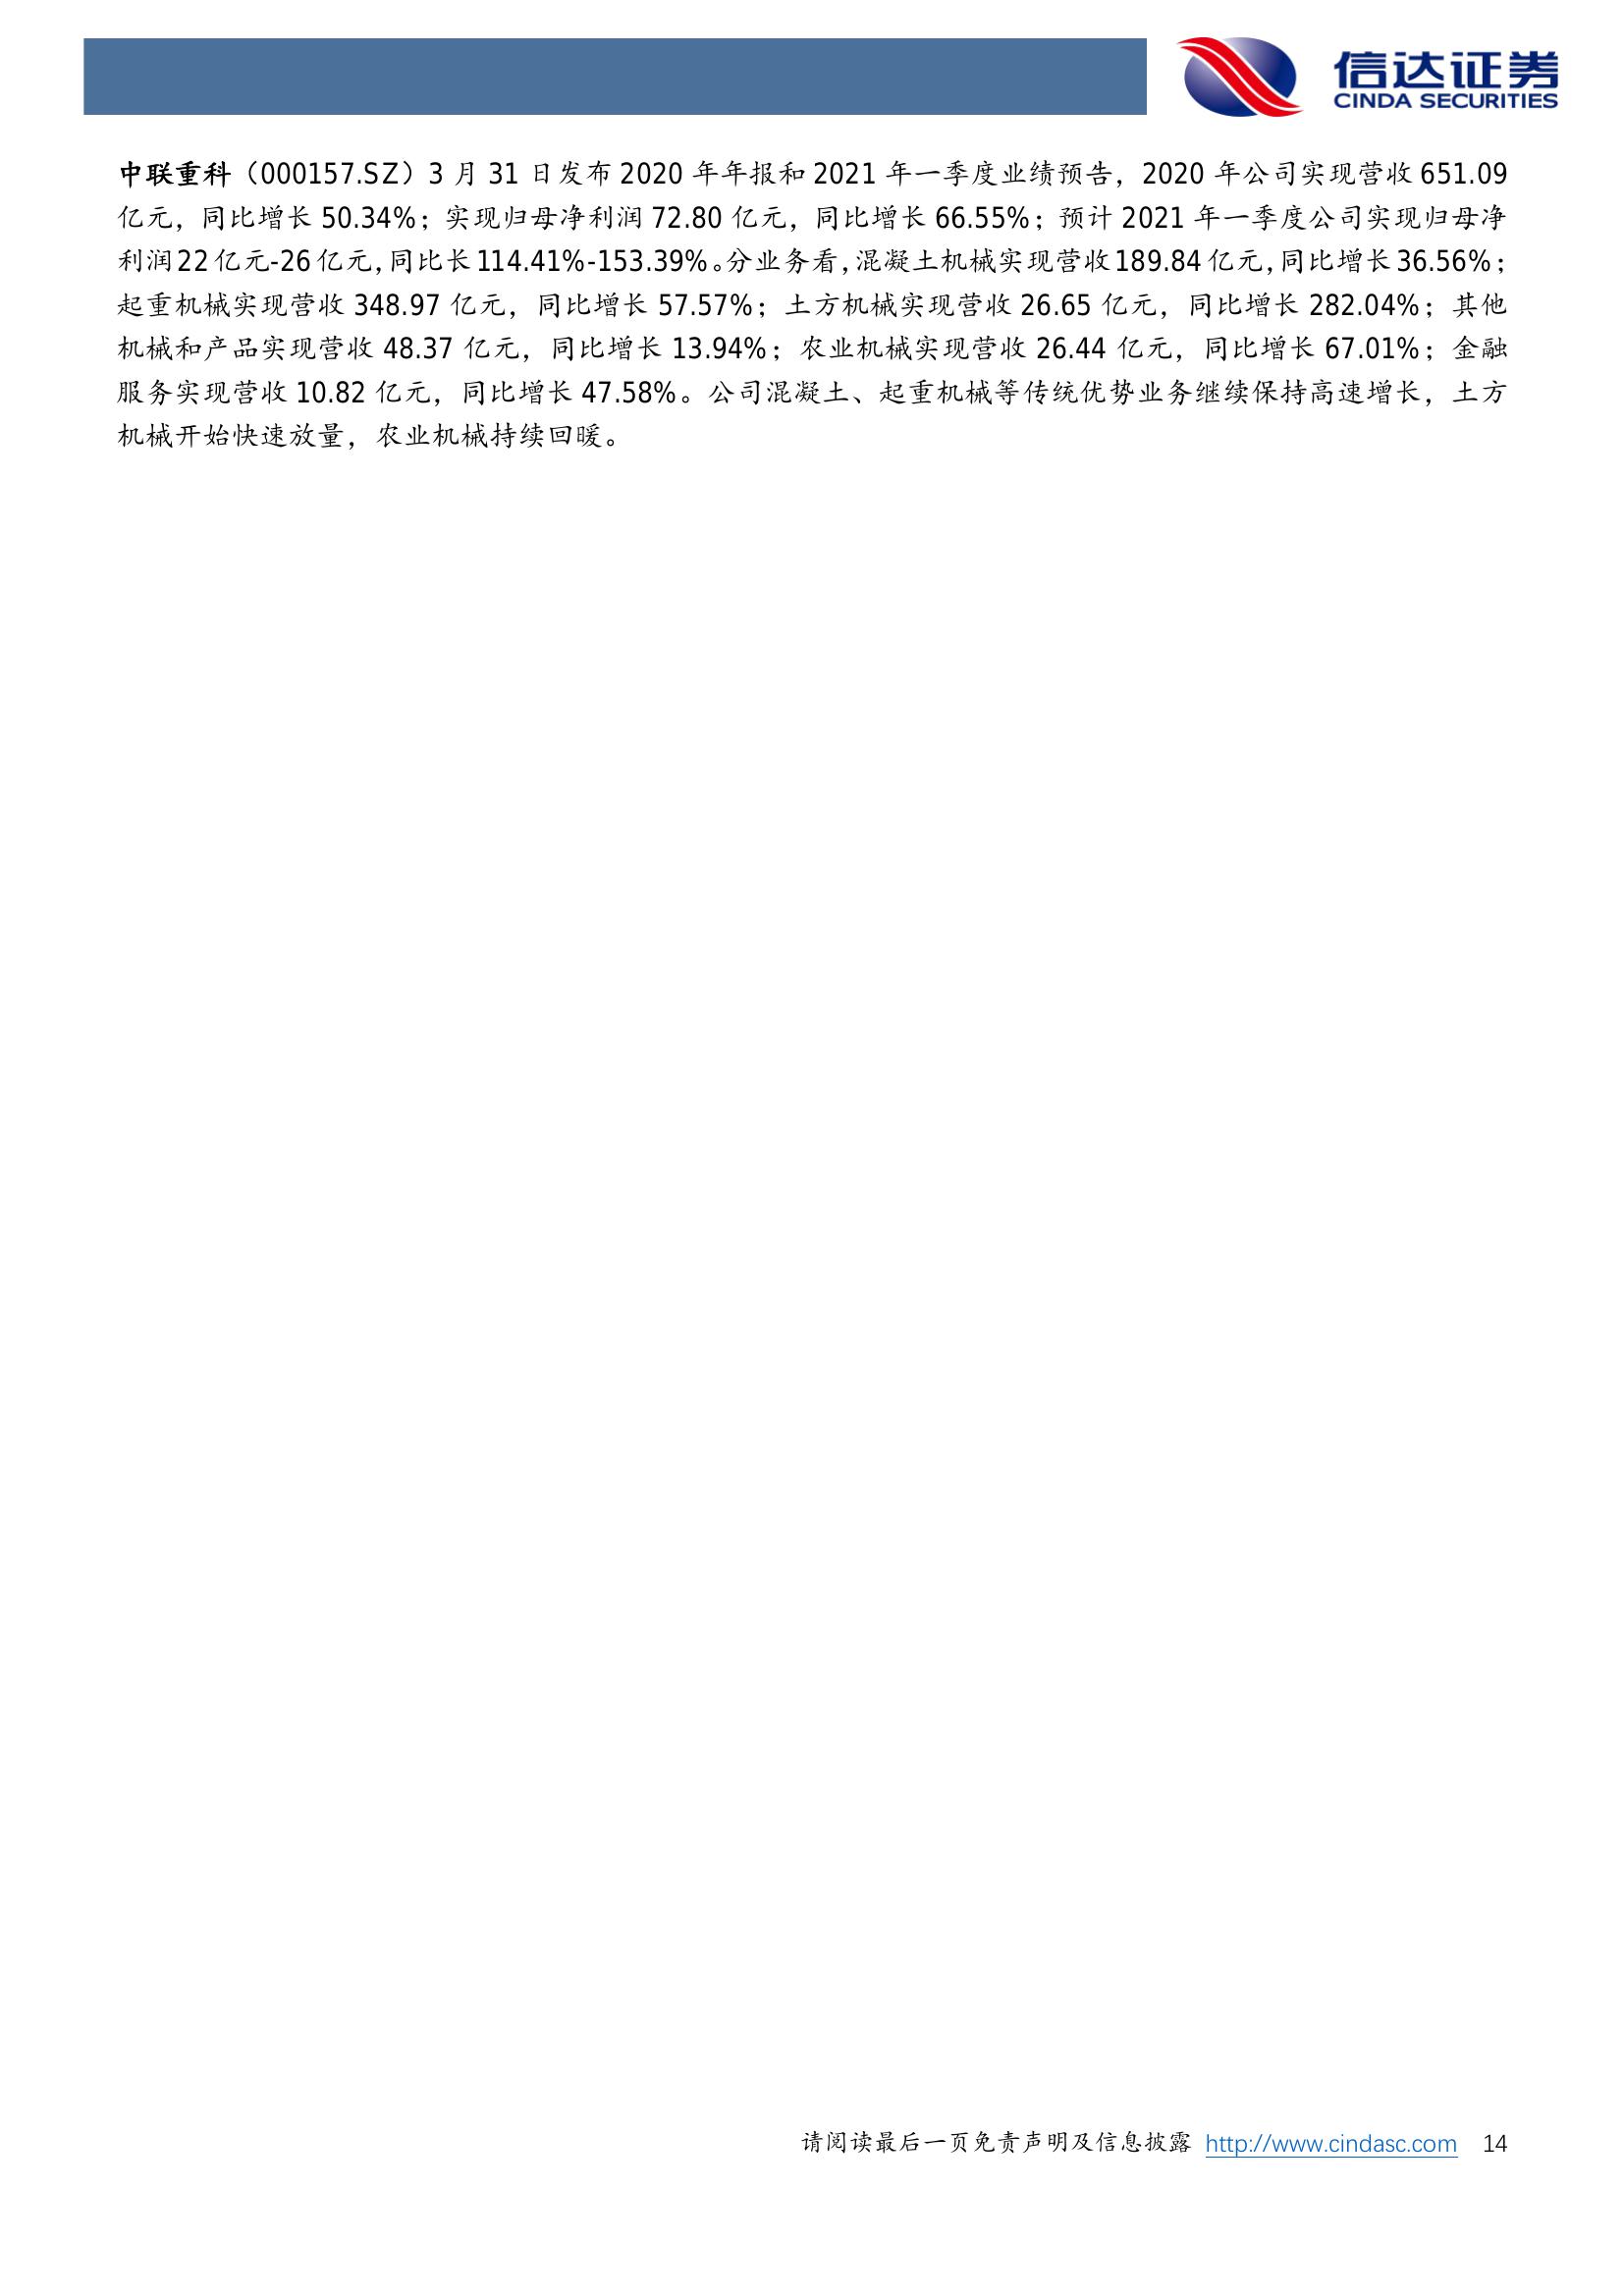 信达证券
CINDA SECURITIES
中联重科（000157.SZ）3 月 31 日发布 2020 年年报和 2021 年一季度业绩预告，2020 年公司实现营收 651.09
亿元，同比增长 50.34%；实现归母净利润 72.80 亿元，同比增长 66.55%；预计 2021 年一季度公司实现归母净
利润 22 亿元-26 亿元，同比长 114.41%-153.39%。分业务看，混凝土机械实现营收 189.84 亿元，同比增长 36.56%；
起重机械实现营收 348.97 亿元，同比增长 57.57%；土方机械实现营收 26.65 亿元，同比增长 282.04%；其他
机械和产品实现营收 48.37 亿元，同比增长 13.94%；农业机械实现营收 26.44 亿元，同比增长 67.01%；金融
服务实现营收 10.82 亿元，同比增长 47.58%。公司混凝土、起重机械等传统优势业务继续保持高速增长，土方
机械开始快速放量，农业机械持续回暖。
请阅读最后一页免责声明及信息披露 http://www.cindasc.com 14